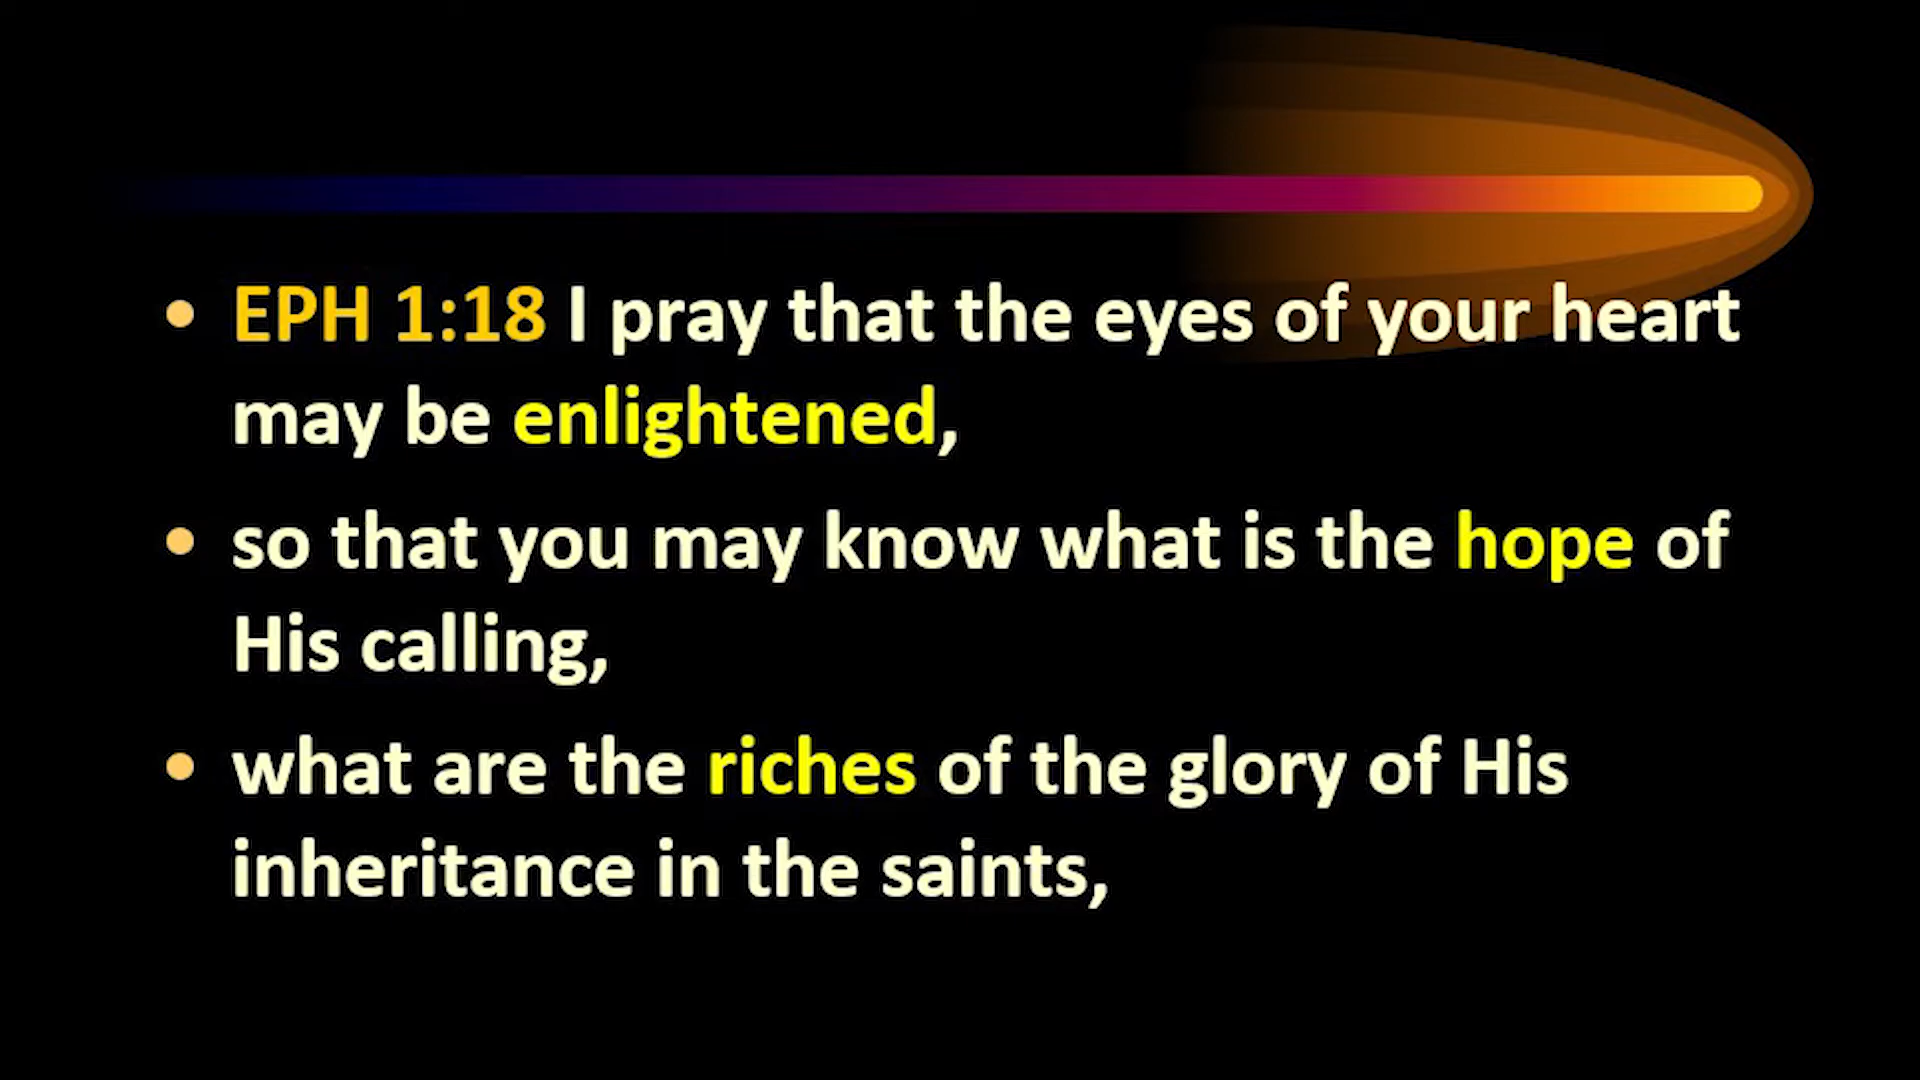 • EPH 1:18 I pray that the eyes of your heart
may be enlightened,
• so that you may know what is the hope of
His calling,
• what are the riches of the glory of His
inheritance in the saints,